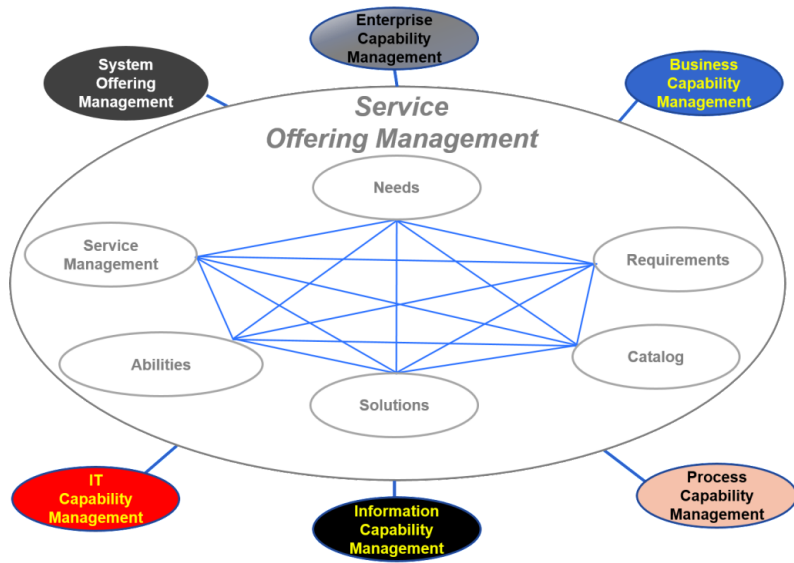 Enterprise
Capability
Management
System
Offering
Management
Business
Capability
Management
Service
Offering Management
Needs
Service
Management
Requirements
Abilities
Catalog
Solutions
IT
Capability
Management
Information
Capability
Management
Process
Capability
Management